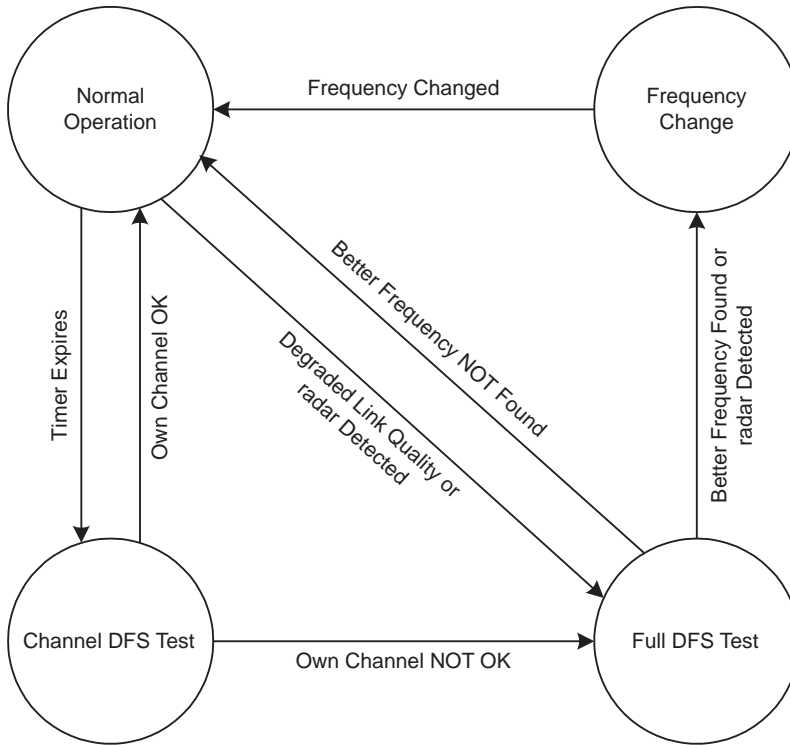 Normal
Operation
Frequency Changed
Frequency
Change
Timer Expires
Own Channel OK
Better Frequency NOT Found
Degraded Link Quality or
radar Detected
Better Frequency Found or
radar Detected
Channel DFS Test
Own Channel NOT OK
Full DFS Test